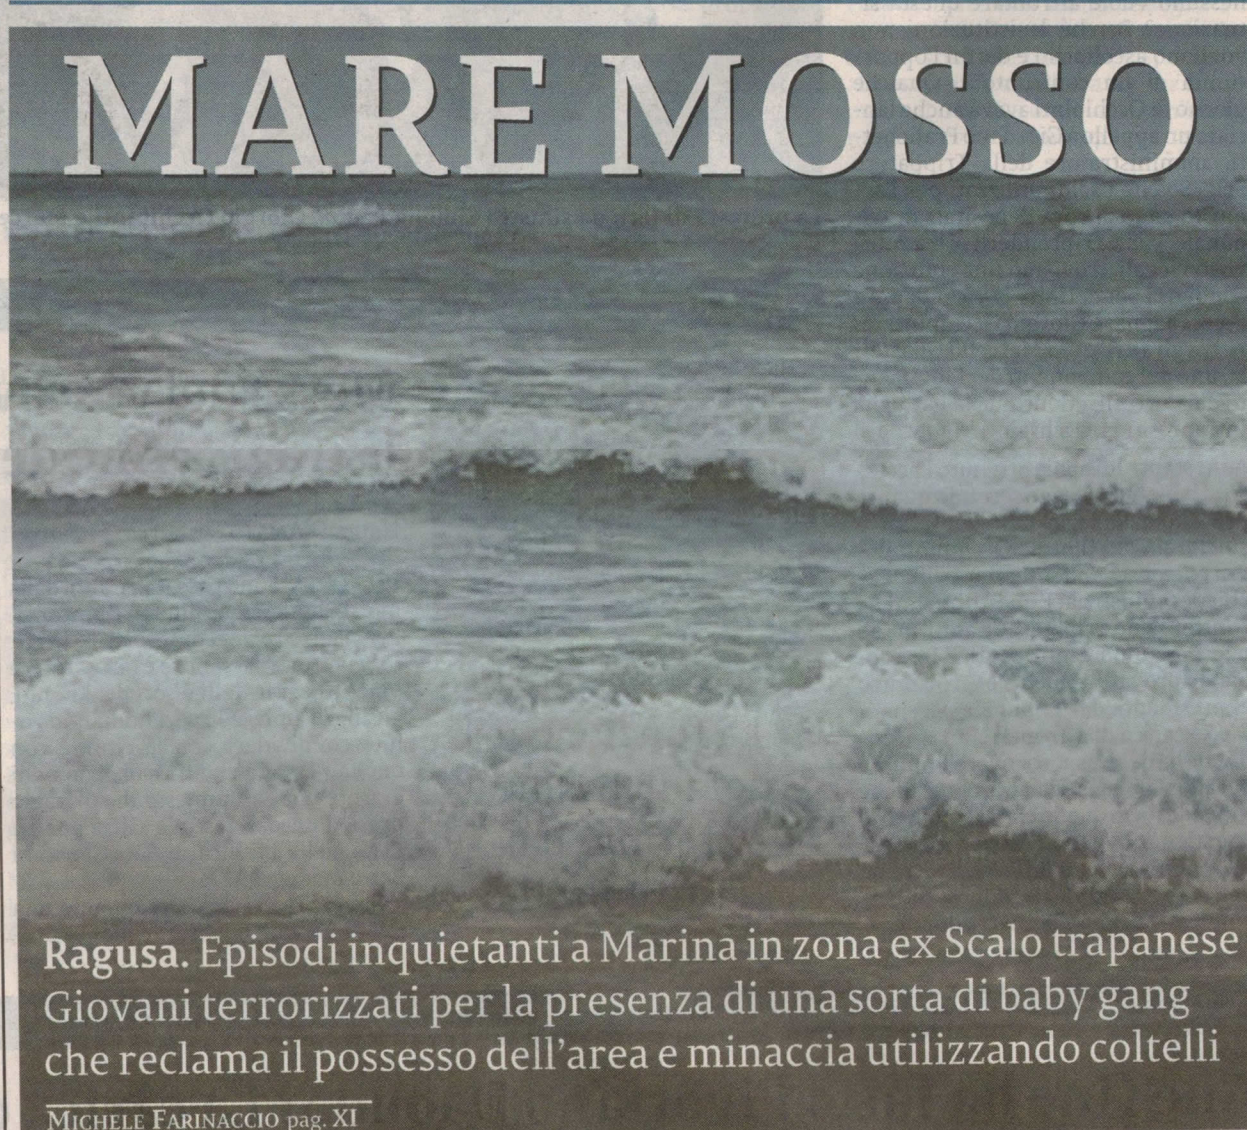 MARE MOSSO
Ragusa. Episodi inquietanti a Marina in zona ex Scalo trapanese
Giovani terrorizzati per la presenza di una sorta di baby gang
che reclama il possesso dell'area e minaccia utilizzando coltelli
MICHELE FARINACCIO pag. XI